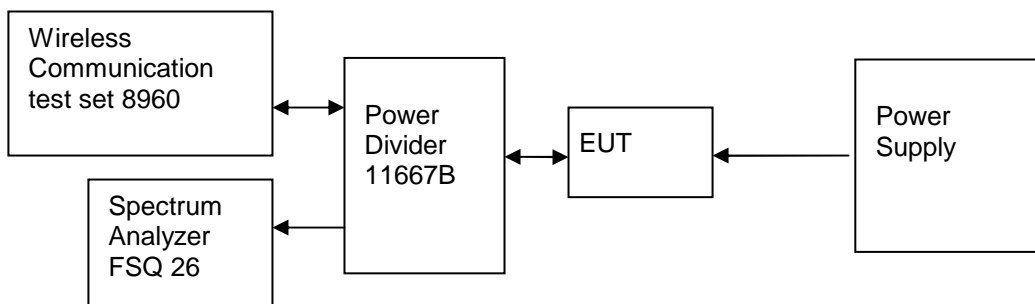 Wireless
Communication
test set 8960
Power
Divider
11667B
EUT
Power
Supply
Spectrum
Analyzer
FSQ 26